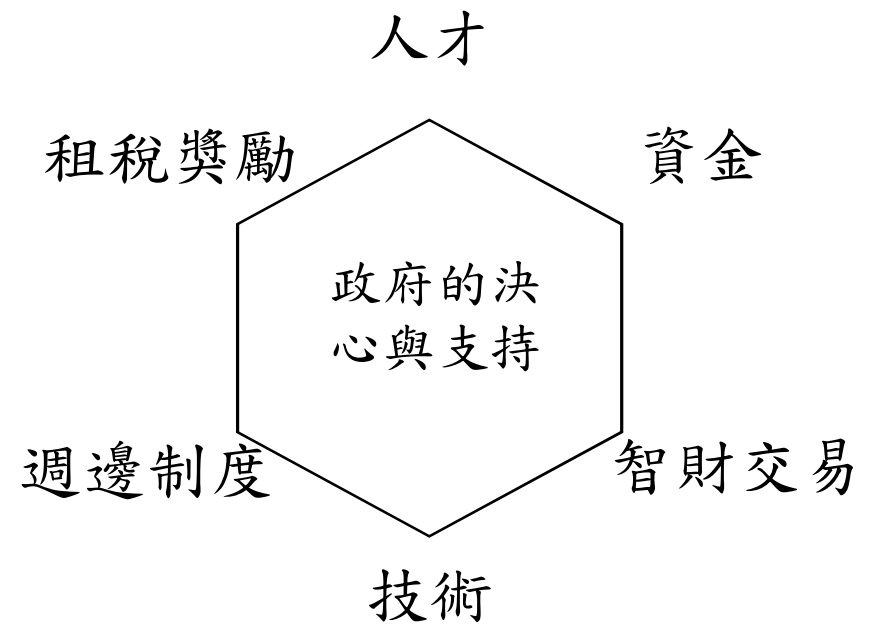 人才
租稅獎勵
資金
政府的決
心與支持
週邊制度
智財交易
技術